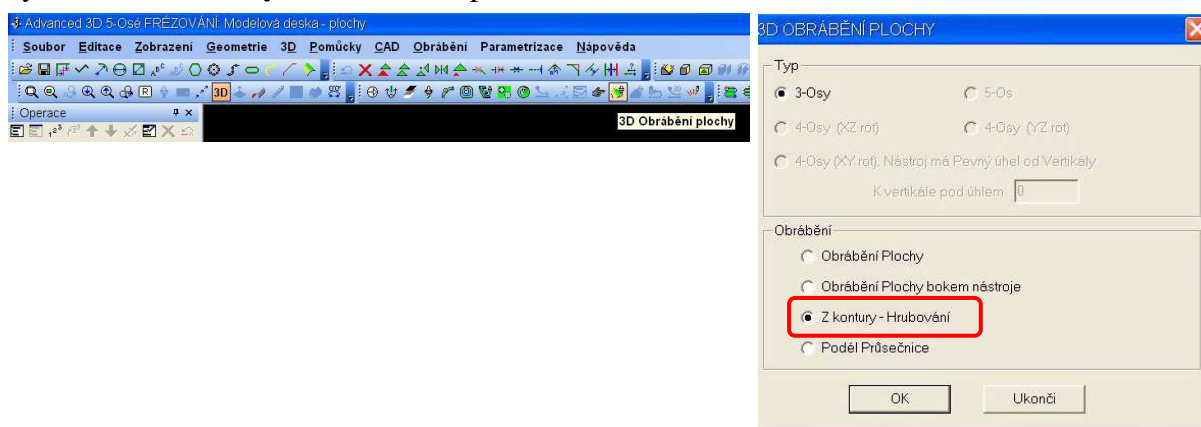 Advanced 3D 5-Osé FRÉZOVÁNÍ: Modelová deska - plochy
Soubor Editace Zobrazení Geometrie 3D Pomůcky CAD Obrábění Parametrizace Nápověda
3D
Operace
3D Obrábění plochy
3D OBRÁBĚNÍ PLOCHY
Typ
3-Osy 5-Os
4-Osy (XZ rot) 4-Osy (YZ rot)
4-Osy (XY rot), Nástroj má Pevný úhel od Vertikály
K vertikále pod úhlem 0
Obrábění
Obrábění Plochy
Obrábění Plochy bokem nástroje
Z kontury - Hrubování
Podél Průsečnice
OK Ukonči